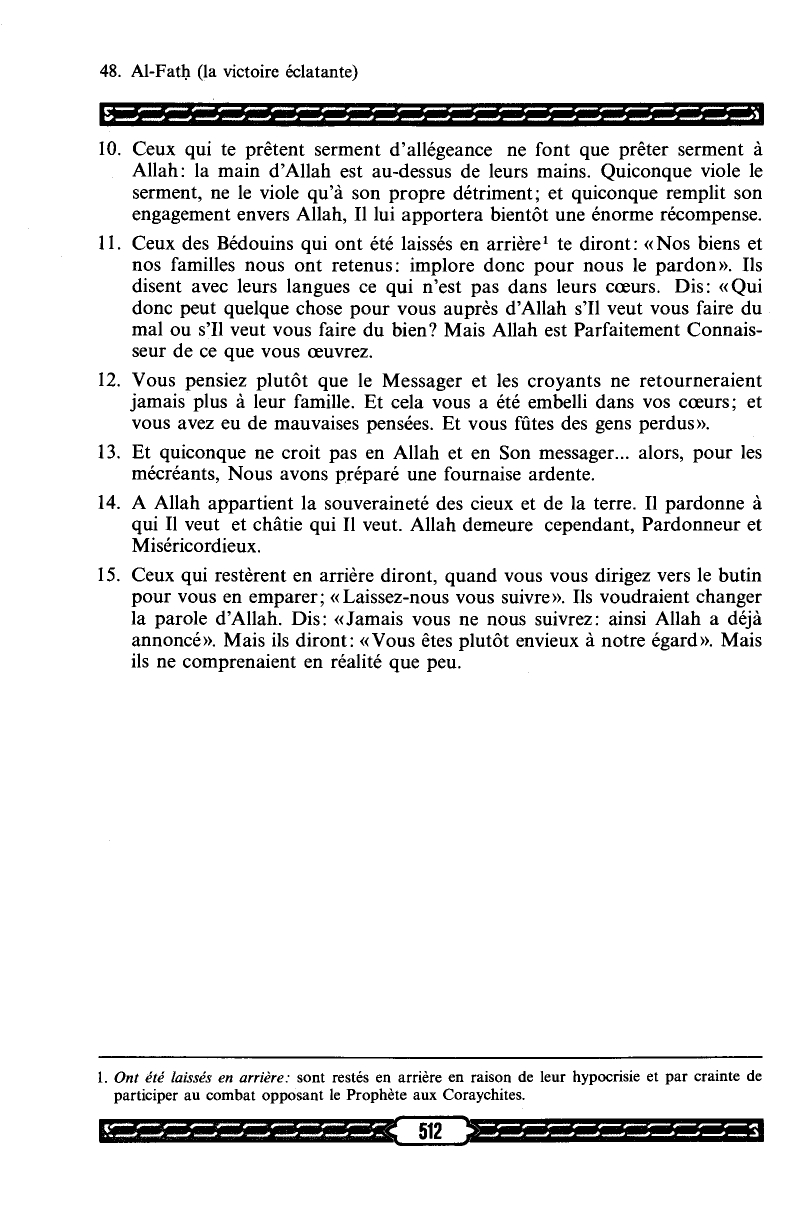 48. Al-Fatḥ (la victoire éclatante)
10. Ceux qui te prêtent serment d'allégeance ne font que prêter serment à
Allah: la main d'Allah est au-dessus de leurs mains. Quiconque viole le
serment, ne le viole qu'à son propre détriment; et quiconque remplit son
engagement envers Allah, Il lui apportera bientôt une énorme récompense.
11. Ceux des Bédouins qui ont été laissés en arrière¹ te diront: «Nos biens et
nos familles nous ont retenus: implore donc pour nous le pardon». Ils
disent avec leurs langues ce qui n'est pas dans leurs cœurs. Dis: «Qui
donc peut quelque chose pour vous auprès d'Allah s'Il veut vous faire du
mal ou s'Il veut vous faire du bien? Mais Allah est Parfaitement Connais-
seur de ce que vous œuvrez.
12. Vous pensiez plutôt que le Messager et les croyants ne retourneraient
jamais plus à leur famille. Et cela vous a été embelli dans vos cœurs; et
vous avez eu de mauvaises pensées. Et vous fûtes des gens perdus».
13. Et quiconque ne croit pas en Allah et en Son messager... alors, pour les
mécréants, Nous avons préparé une fournaise ardente.
14. A Allah appartient la souveraineté des cieux et de la terre. Il pardonne à
qui Il veut et châtie qui Il veut. Allah demeure cependant, Pardonneur et
Miséricordieux.
15. Ceux qui restèrent en arrière diront, quand vous vous dirigez vers le butin
pour vous en emparer; «Laissez-nous vous suivre». Ils voudraient changer
la parole d'Allah. Dis: «Jamais vous ne nous suivrez: ainsi Allah a déjà
annoncé». Mais ils diront: «Vous êtes plutôt envieux à notre égard». Mais
ils ne comprenaient en réalité que peu.
1. Ont été laissés en arrière: sont restés en arrière en raison de leur hypocrisie et par crainte de
participer au combat opposant le Prophète aux Coraychites.
512